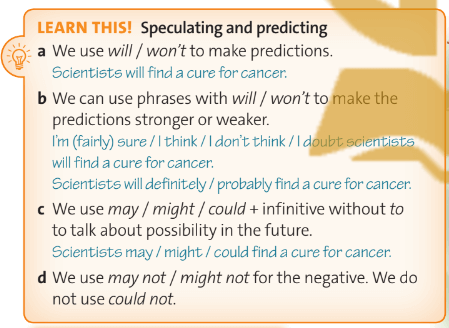 LEARN THIS! Speculating and predicting
a We use will / won't to make predictions.
Scientists will find a cure for cancer.
b We can use phrases with will / won't to make the
predictions stronger or weaker.
I'm (fairly) sure / I think / I don't think / I doubt scientists
will find a cure for cancer.
Scientists will definitely / probably find a cure for cancer.
c We use may / might / could + infinitive without to
to talk about possibility in the future.
Scientists may / might / could find a cure for cancer.
d We use may not / might not for the negative. We do
not use could not.